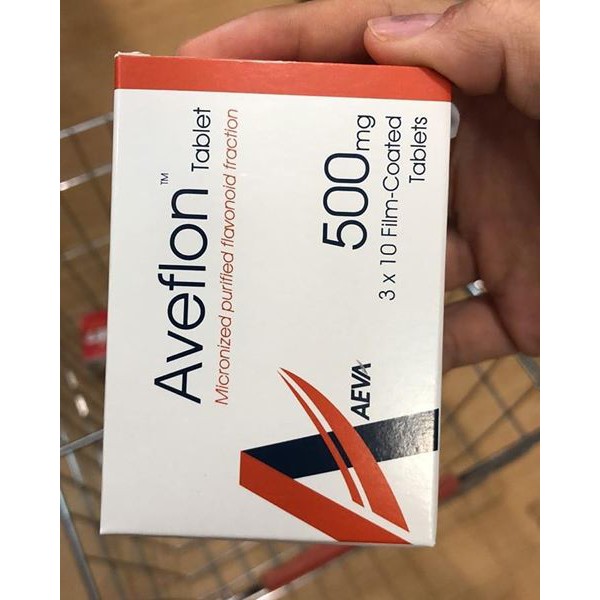 Aveflon™ Tablet
Micronized purified flavonoid fraction
500mg
3 x 10 Film-Coated
Tablets
AEVA